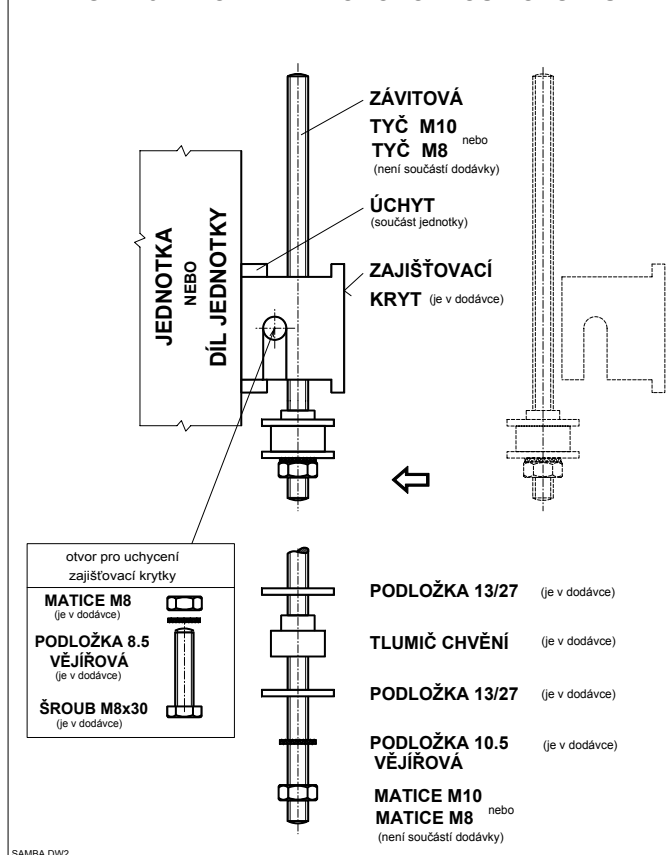 ZÁVITOVÁ
TYČ M10
nebo
TYČ M8
(není součástí dodávky)
ÚCHYT
(součást jednotky)
ZAJIŠŤOVACÍ
KRYT (je v dodávce)
JEDNOTKA
NEBO
DÍL JEDNOTKY
otvor pro uchycení
zajišťovací krytky
MATICE M8
(je v dodávce)
PODLOŽKA 8.5
VĚJÍŘOVÁ
(je v dodávce)
ŠROUB M8x30
(je v dodávce)
PODLOŽKA 13/27 (je v dodávce)
TLUMIČ CHVĚNÍ (je v dodávce)
PODLOŽKA 13/27 (je v dodávce)
PODLOŽKA 10.5 (je v dodávce)
VĚJÍŘOVÁ
MATICE M10
nebo
MATICE M8
(není součástí dodávky)
SAMBA.DW2